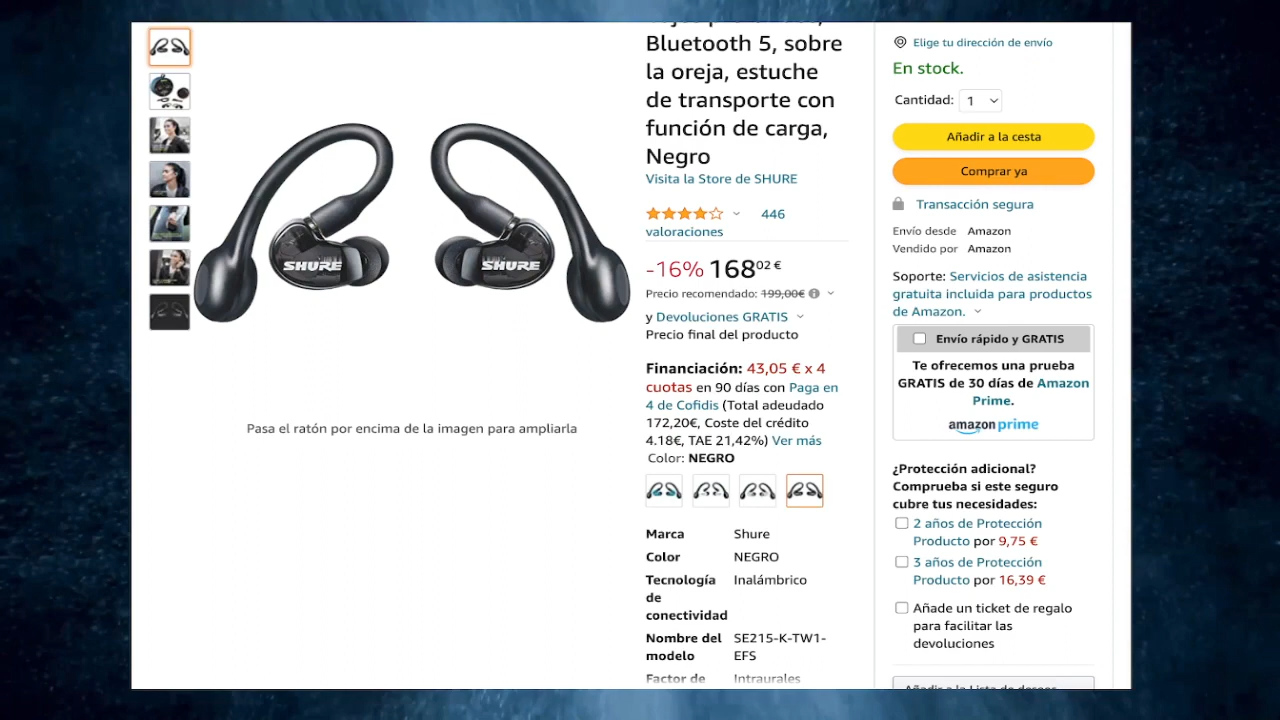 Bluetooth 5, sobre
la oreja, estuche
de transporte con
función de carga,
Negro
Visita la Store de SHURE
446
valoraciones
-16% 168,02 €
Precio recomendado: 199,00€
y Devoluciones GRATIS
Precio final del producto
Financiación: 43,05 € x 4
cuotas en 90 días con Paga en
4 de Cofidis (Total adeudado
172,20€, Coste del crédito
4.18€, TAE 21,42%) Ver más
Color: NEGRO
Marca Shure
Color NEGRO
Tecnología Inalámbrico
de
conectividad
Nombre del SE215-K-TW1-
modelo EFS
Factor de Intraurales
SHURE
SHURE
Pasa el ratón por encima de la imagen para ampliarla
Elige tu dirección de envío
En stock.
Cantidad: 1
Añadir a la cesta
Comprar ya
Transacción segura
Envío desde Amazon
Vendido por Amazon
Soporte: Servicios de asistencia
gratuita incluida para productos
de Amazon.
Envío rápido y GRATIS
Te ofrecemos una prueba
GRATIS de 30 días de Amazon
Prime.
amazon prime
¿Protección adicional?
Comprueba si este seguro
cubre tus necesidades:
2 años de Protección
Producto por 9,75 €
3 años de Protección
Producto por 16,39 €
Añade un ticket de regalo
para facilitar las
devoluciones
Añadir a la Lista de deseos